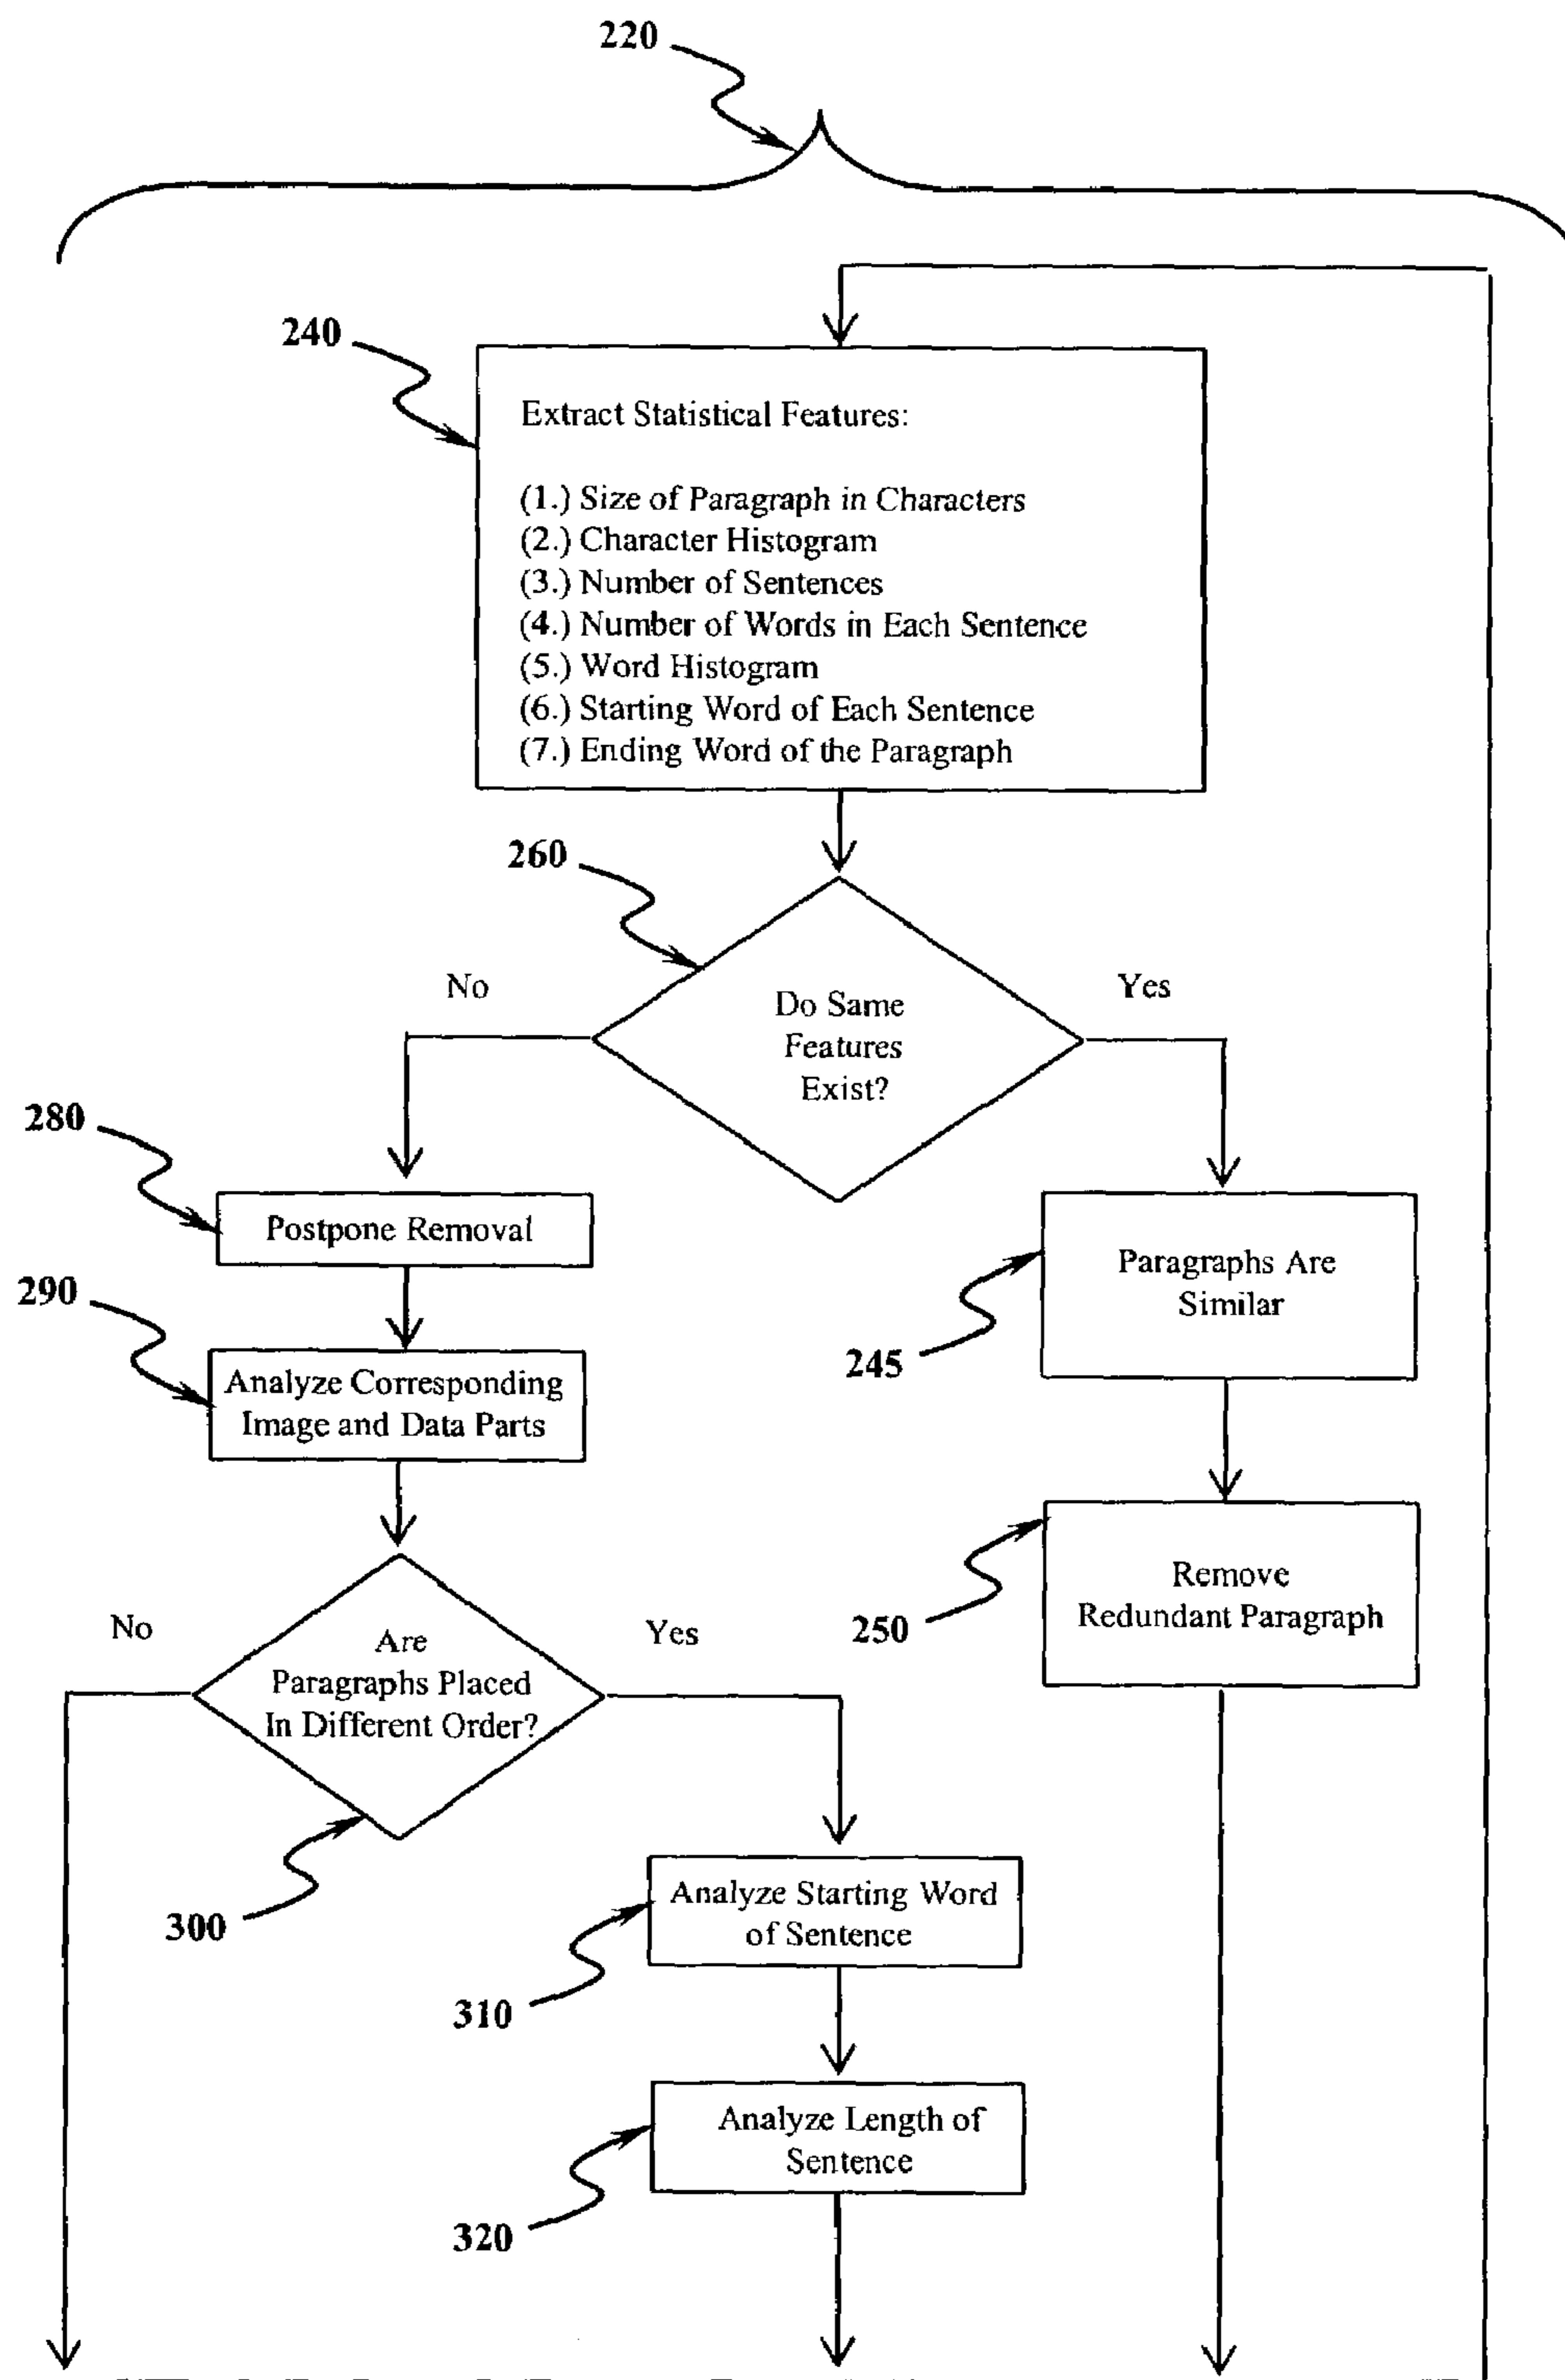 220
240
Extract Statistical Features:
(1.) Size of Paragraph in Characters
(2.) Character Histogram
(3.) Number of Sentences
(4.) Number of Words in Each Sentence
(5.) Word Histogram
(6.) Starting Word of Each Sentence
(7.) Ending Word of the Paragraph
260
No
Yes
Do Same
Features
Exist?
280
Postpone Removal
Paragraphs Are
Similar
245
290
Analyze Corresponding
Image and Data Parts
Remove
Redundant Paragraph
250
No
Yes
Are
Paragraphs Placed
In Different Order?
300
Analyze Starting Word
of Sentence
310
Analyze Length of
Sentence
320